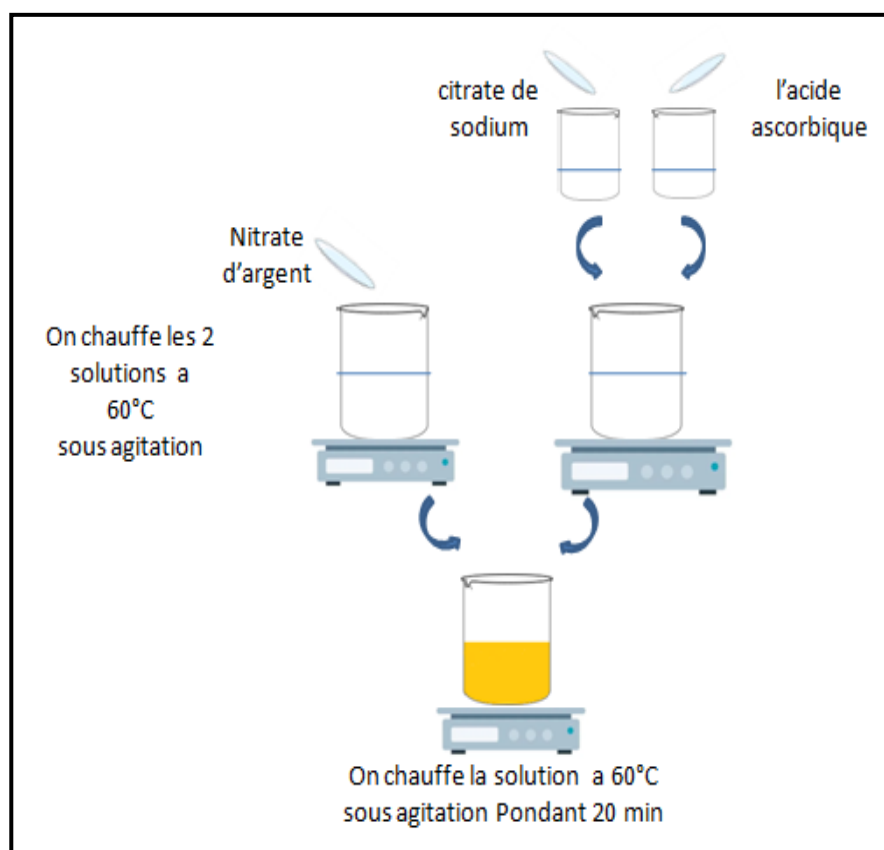 citrate de
sodium
l'acide
ascorbique
Nitrate
d'argent
On chauffe les 2
solutions a
60°C
sous agitation
On chauffe la solution a 60°C
sous agitation Pondant 20 min